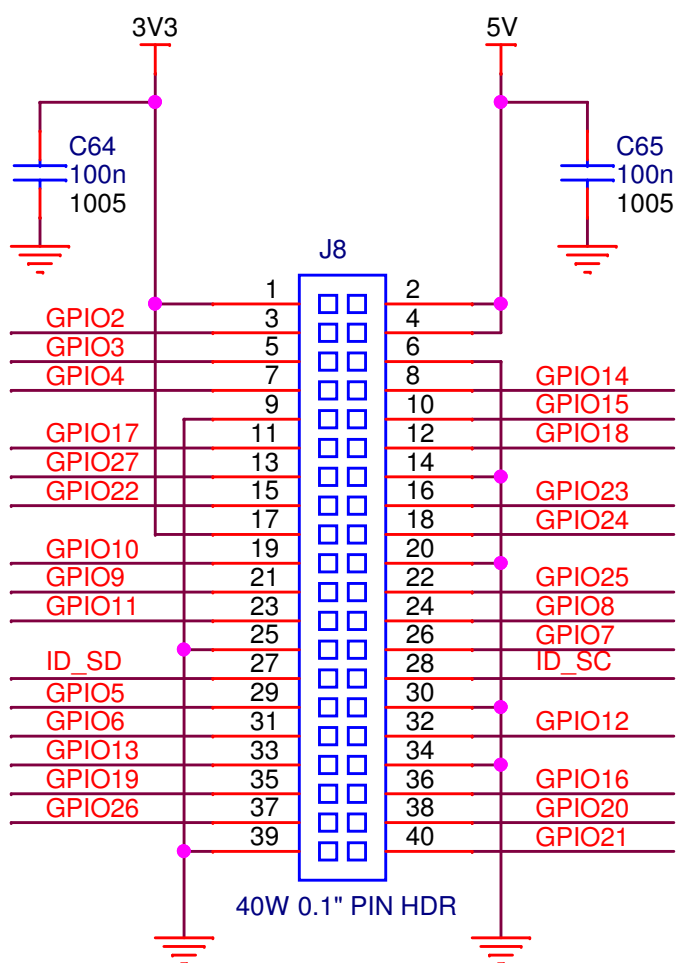 3V3 5V
C64 C65
100n 100n
1005 1005
J8
1 2
GPIO2 3 4
GPIO3 5 6
GPIO4 7 8 GPIO14
9 10 GPIO15
GPIO17 11 12 GPIO18
GPIO27 13 14
GPIO22 15 16 GPIO23
17 18 GPIO24
GPIO10 19 20
GPIO9 21 22 GPIO25
GPIO11 23 24 GPIO8
25 26 GPIO7
ID_SD 27 28 ID_SC
GPIO5 29 30
GPIO6 31 32 GPIO12
GPIO13 33 34
GPIO19 35 36 GPIO16
GPIO26 37 38 GPIO20
39 40 GPIO21
40W 0.1" PIN HDR